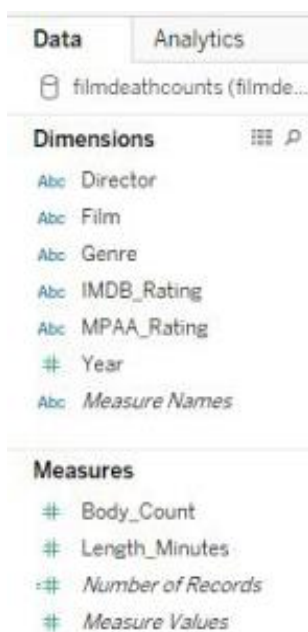 Data Analytics
filmdeathcounts (filmde...
Dimensions
Abc Director
Abc Film
Abc Genre
Abc IMDB_Rating
Abc MPAA_Rating
# Year
Abc Measure Names
Measures
# Body_Count
# Length_Minutes
=# Number of Records
# Measure Values